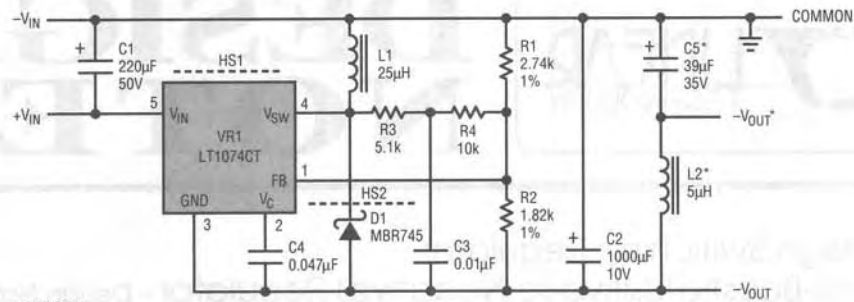 –VIN
COMMON
+
C1
220µF
50V
HS1
L1
25µH
R1
2.74k
1%
+
C5*
39µF
35V
+VIN
5
VIN
VSW
4
VR1
LT1074CT
R3
5.1k
R4
10k
–VOUT*
FB
1
HS2
GND
VC
3
2
D1
MBR745
R2
1.82k
1%
L2*
5µH
C4
0.047µF
C3
0.01µF
+
C2
1000µF
10V
–VOUT